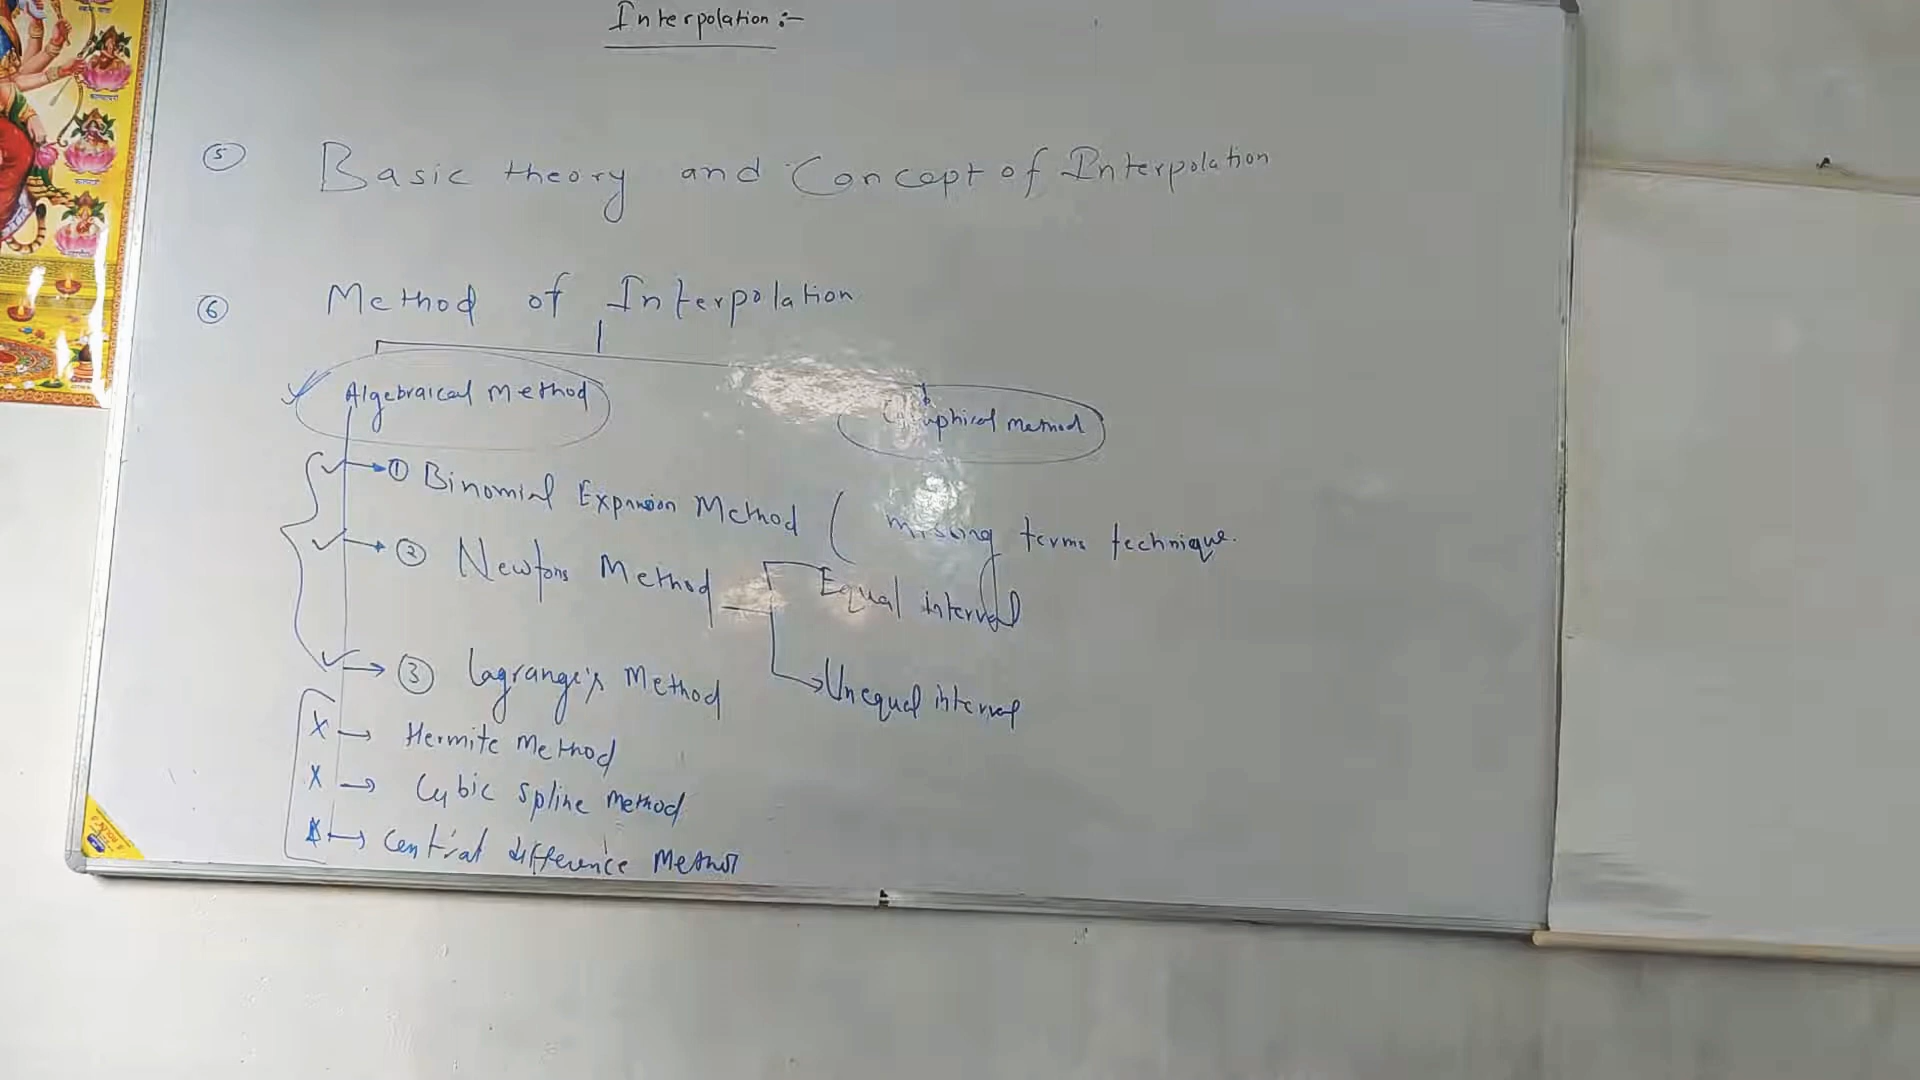 Interpolation :-
5 Basic theory and Concept of Interpolation
6 Method of Interpolation
Algebraical Method
Graphical method
→ 1 Binomial Expansion Method ( missing terms technique.
→ 2 Newtons Method
Equal interval
→ Unequal interval
→ 3 Lagrange's Method
X → Hermite Method
X → Cubic spline method
X → Central difference Method